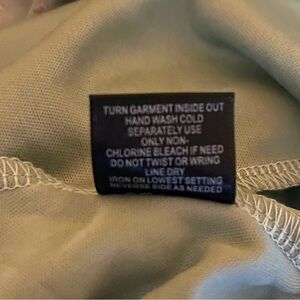 TURN GARMENT INSIDE OUT
HAND WASH COLD
SEPARATELY USE
ONLY NON-
CHLORINE BLEACH IF NEED
DO NOT TWIST OR WRING
LINE DRY
IRON ON LOWEST SETTING
REVERSE SIDE AS NEEDED